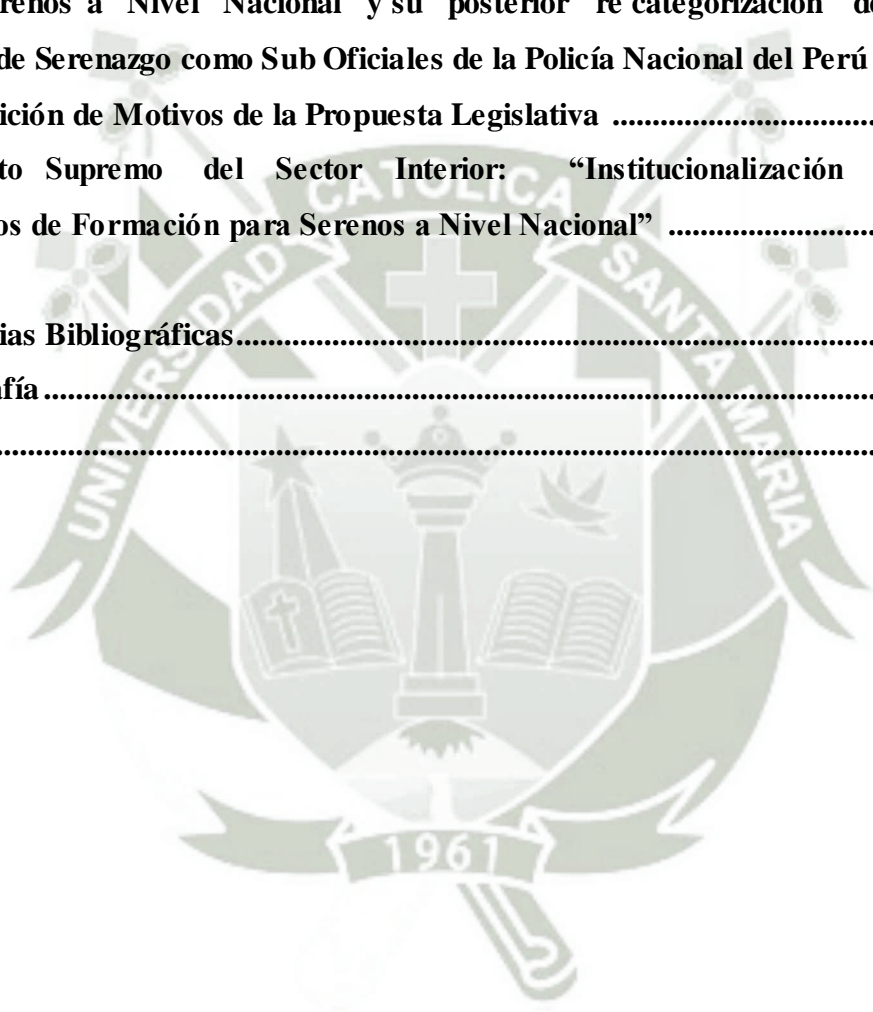 renos a Nivel Nacional y su posterior re categorización de
de Serenazgo como Sub Oficiales de la Policía Nacional del Perú
ición de Motivos de la Propuesta Legislativa ....................................
to Supremo del Sector Interior: “Institucionalización
os de Formación para Serenos a Nivel Nacional” ............................
ias Bibliográficas...............................................................................
afía......................................................................................................
...........................................................................................................
UNIVERSIDAD CATOLICA SANTA MARIA
1961